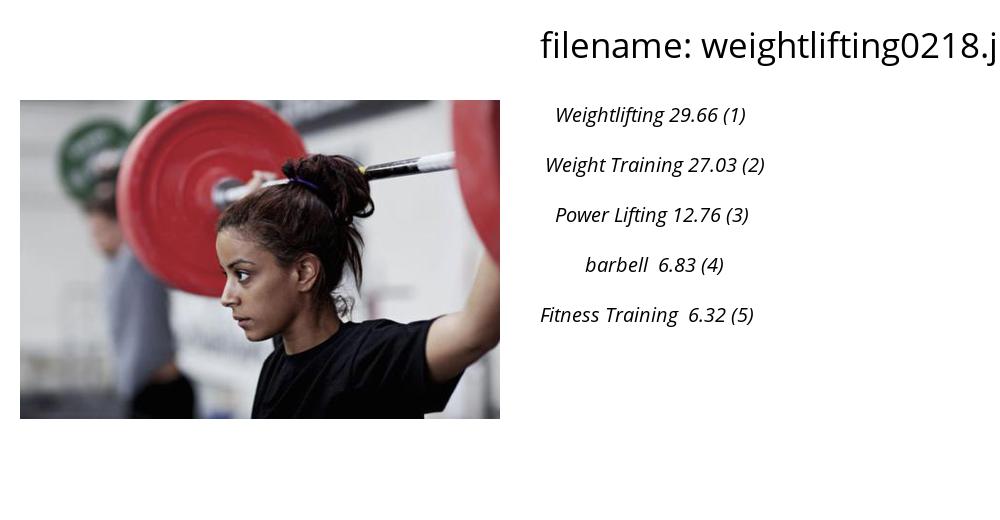 filename: weightlifting0218.j
Weightlifting 29.66 (1)
Weight Training 27.03 (2)
Power Lifting 12.76 (3)
barbell 6.83 (4)
Fitness Training 6.32 (5)